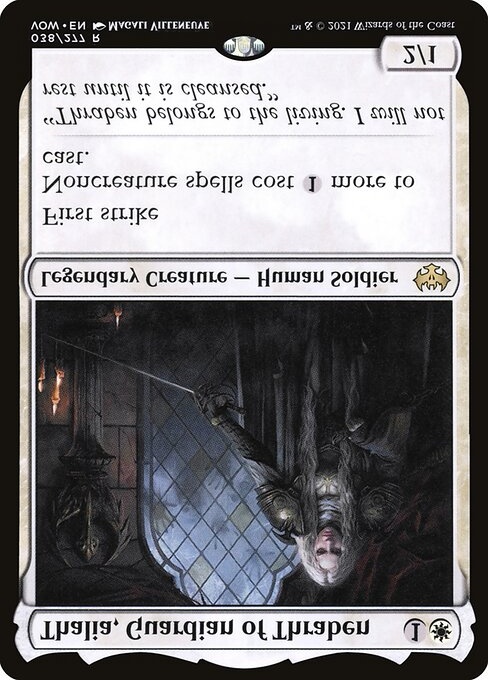 Thalia, Guardian of Thraben 1
Legendary Creature — Human Soldier
First strike
Noncreature spells cost 1 more to
cast.
"Thraben belongs to the living. I will not
rest until it is cleansed."
2/1
038/277 R
VOW • EN Magali Villeneuve
™ & © 2021 Wizards of the Coast